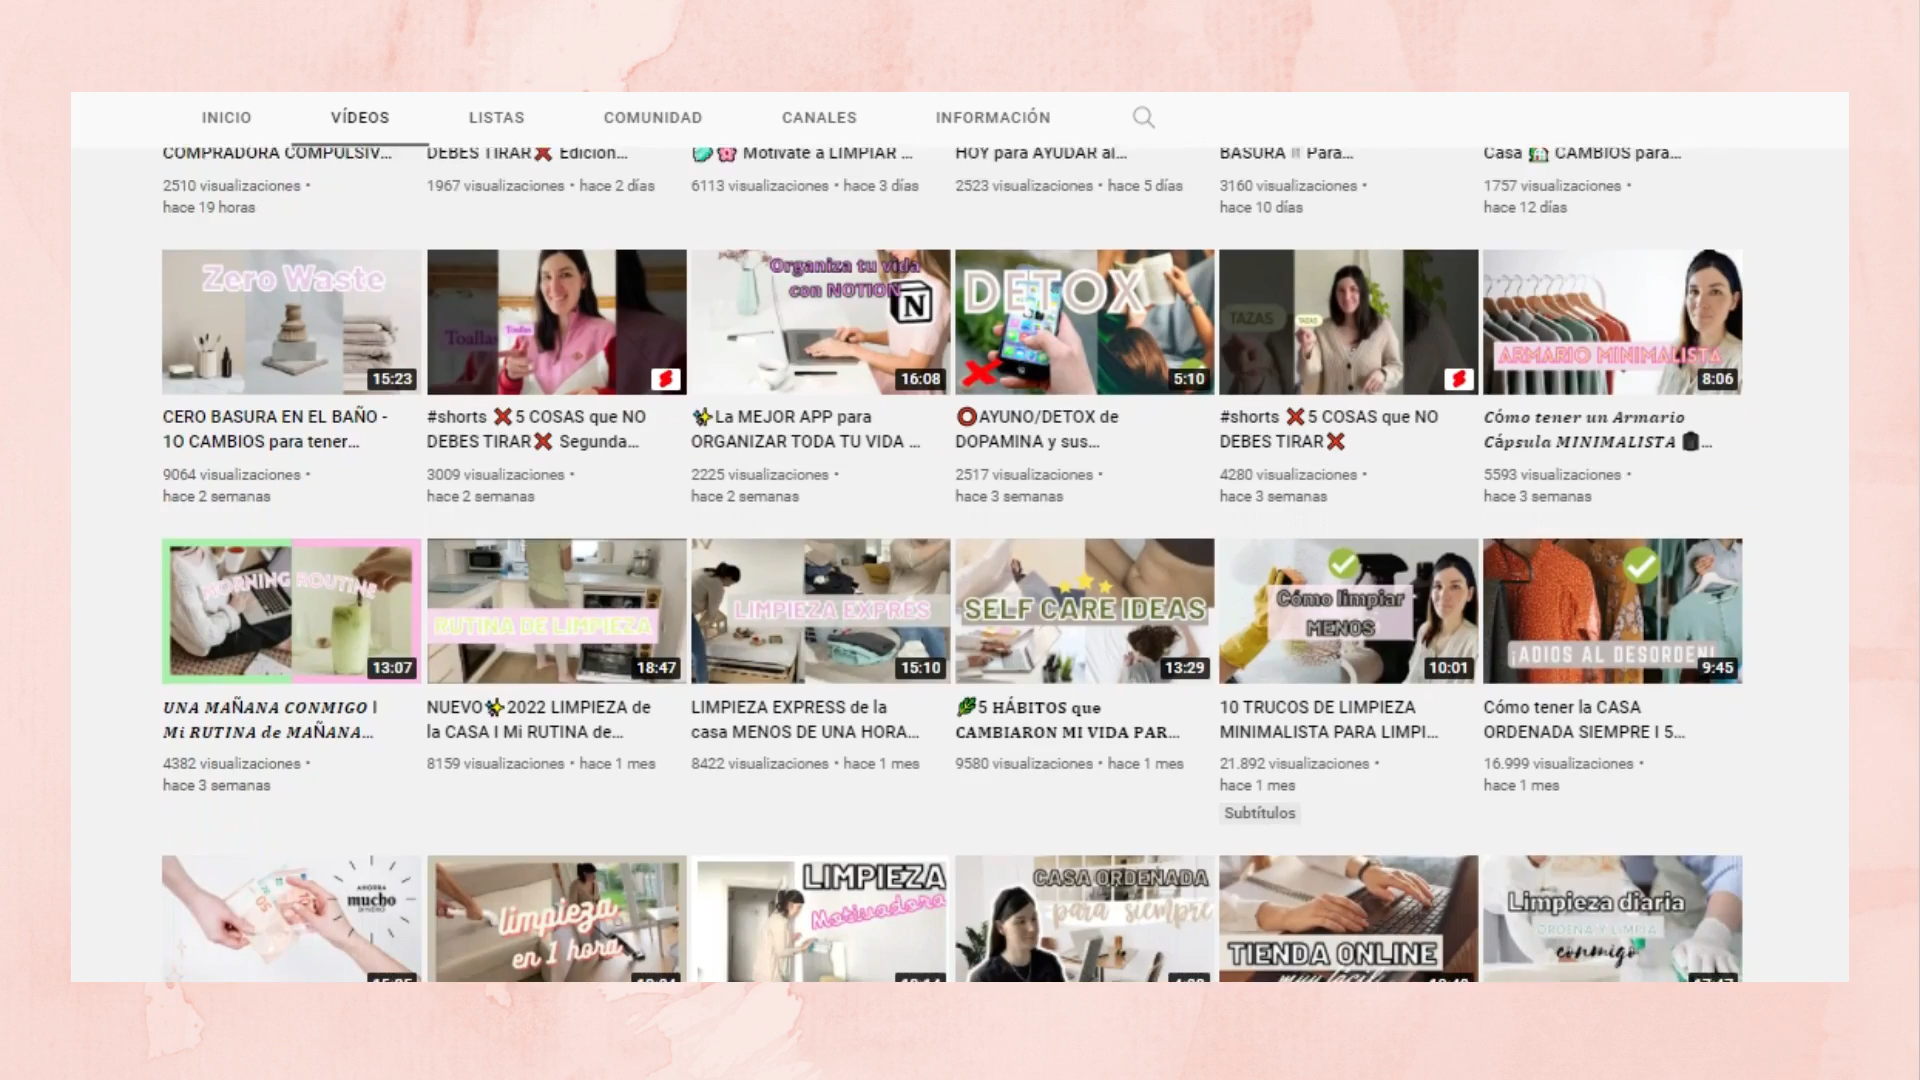 INICIO VÍDEOS LISTAS COMUNIDAD CANALES INFORMACIÓN
COMPRADORA COMPULSIV... DEBES TIRAR❌ Edición... Motívate a LIMPIAR ... HOY para AYUDAR al... BASURA Para... Casa 🏡 CAMBIOS para...
2510 visualizaciones • 1967 visualizaciones • hace 2 días 6113 visualizaciones • hace 3 días 2523 visualizaciones • hace 5 días 3160 visualizaciones • 1757 visualizaciones •
hace 19 horas hace 10 días hace 12 días
Zero Waste
15:23
Toallas
Toallas
Organiza tu vida
con NOTION
N
16:08
DETOX
5:10
TAZAS
TAZAS
ARMARIO MINIMALISTA
8:06
CERO BASURA EN EL BAÑO -
10 CAMBIOS para tener...
9064 visualizaciones •
hace 2 semanas
#shorts ❌5 COSAS que NO
DEBES TIRAR❌ Segunda...
3009 visualizaciones •
hace 2 semanas
✨La MEJOR APP para
ORGANIZAR TODA TU VIDA ...
2225 visualizaciones •
hace 2 semanas
⭕AYUNO/DETOX de
DOPAMINA y sus...
2517 visualizaciones •
hace 3 semanas
#shorts ❌5 COSAS que NO
DEBES TIRAR❌
4280 visualizaciones •
hace 3 semanas
Cómo tener un Armario
Cápsula MINIMALISTA ...
5593 visualizaciones •
hace 3 semanas
MORNING ROUTINE
13:07
RUTINA DE LIMPIEZA
18:47
LIMPIEZA EXPRÉS
15:10
SELF CARE IDEAS
13:29
Cómo limpiar
MENOS
10:01
¡ADIOS AL DESORDEN!
9:45
UNA MAÑANA CONMIGO I
Mi RUTINA de MAÑANA...
4382 visualizaciones •
hace 3 semanas
NUEVO✨2022 LIMPIEZA de
la CASA I Mi RUTINA de...
8159 visualizaciones • hace 1 mes
LIMPIEZA EXPRESS de la
casa MENOS DE UNA HORA...
8422 visualizaciones • hace 1 mes
🌿5 HÁBITOS que
CAMBIARON MI VIDA PAR...
9580 visualizaciones • hace 1 mes
10 TRUCOS DE LIMPIEZA
MINIMALISTA PARA LIMPI...
21.892 visualizaciones •
hace 1 mes
Subtítulos
Cómo tener la CASA
ORDENADA SIEMPRE I 5...
16.999 visualizaciones •
hace 1 mes
AHORRA
mucho
DINERO
limpieza
en 1 hora
LIMPIEZA
Motivadora
CASA ORDENADA
para siempre
TIENDA ONLINE
muy fácil
Limpieza diaria
ORDENA Y LIMPIA
conmigo